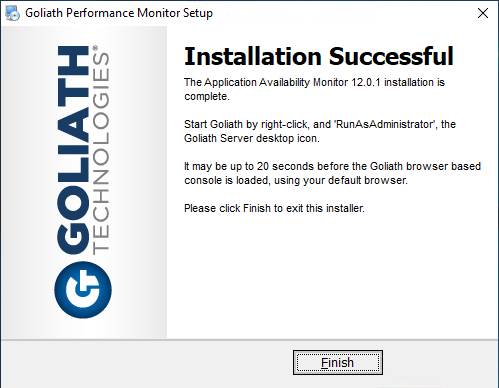 Goliath Performance Monitor Setup
GOLIATH®
TECHNOLOGIES
Installation Successful
The Application Availability Monitor 12.0.1 installation is
complete.
Start Goliath by right-click, and 'RunAsAdministrator', the
Goliath Server desktop icon.
It may be up to 20 seconds before the Goliath browser based
console is loaded, using your default browser.
Please click Finish to exit this installer.
Finish